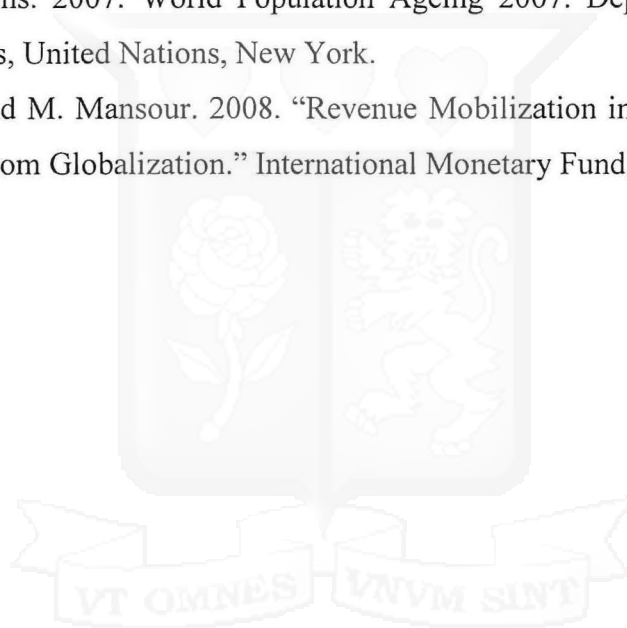 ns. 2007. World Population Ageing 2007. De
s, United Nations, New York.
d M. Mansour. 2008. “Revenue Mobilization in
om Globalization.” International Monetary Fund
VT OMNES VNVM SINT